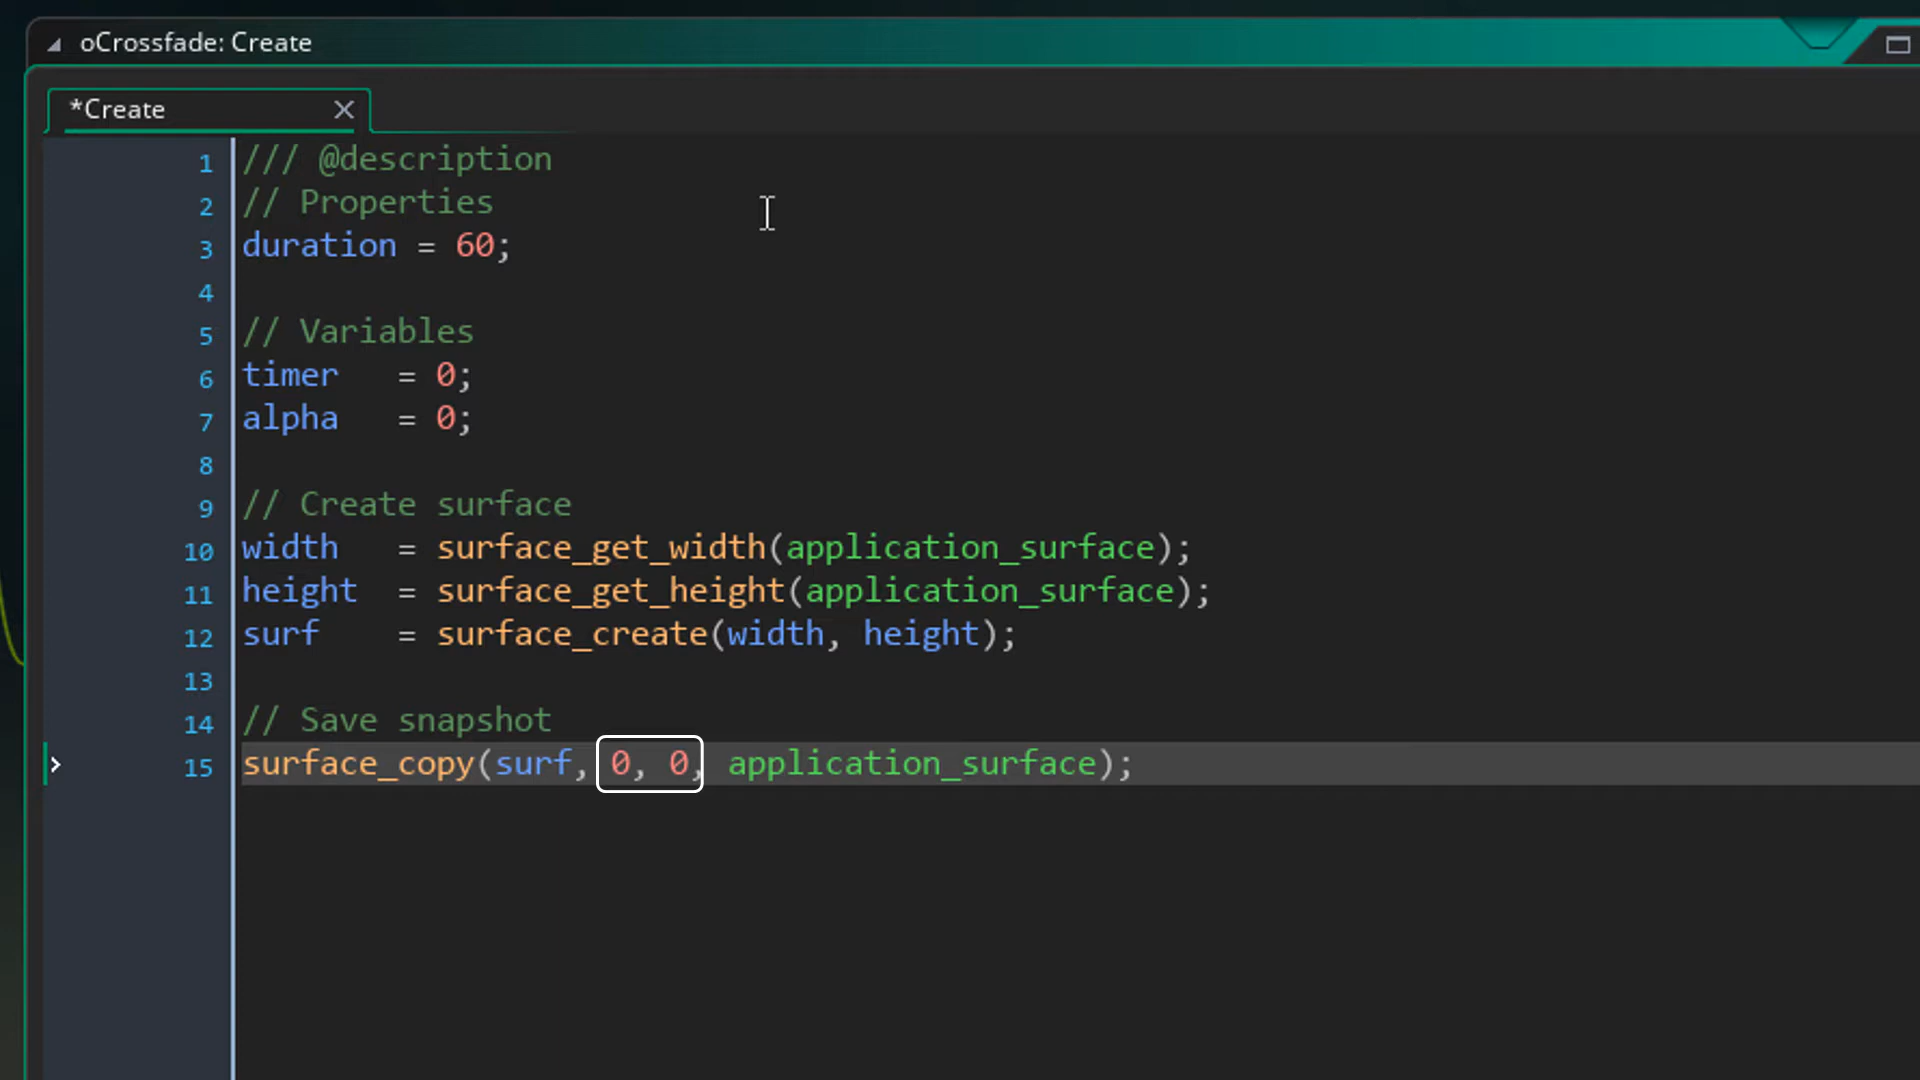 oCrossfade: Create
*Create
1 /// @description
2 // Properties
3 duration = 60;
4
5 // Variables
6 timer   = 0;
7 alpha   = 0;
8
9 // Create surface
10 width   = surface_get_width(application_surface);
11 height  = surface_get_height(application_surface);
12 surf    = surface_create(width, height);
13
14 // Save snapshot
15 surface_copy(surf, 0, 0, application_surface);